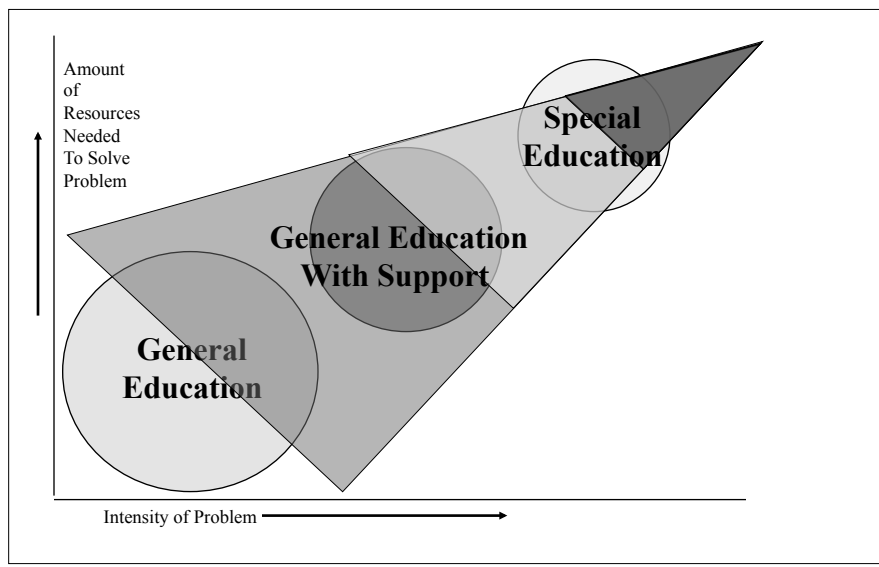 Amount
of
Resources
Needed
To Solve
Problem
Special
Education
General Education
With Support
General
Education
Intensity of Problem